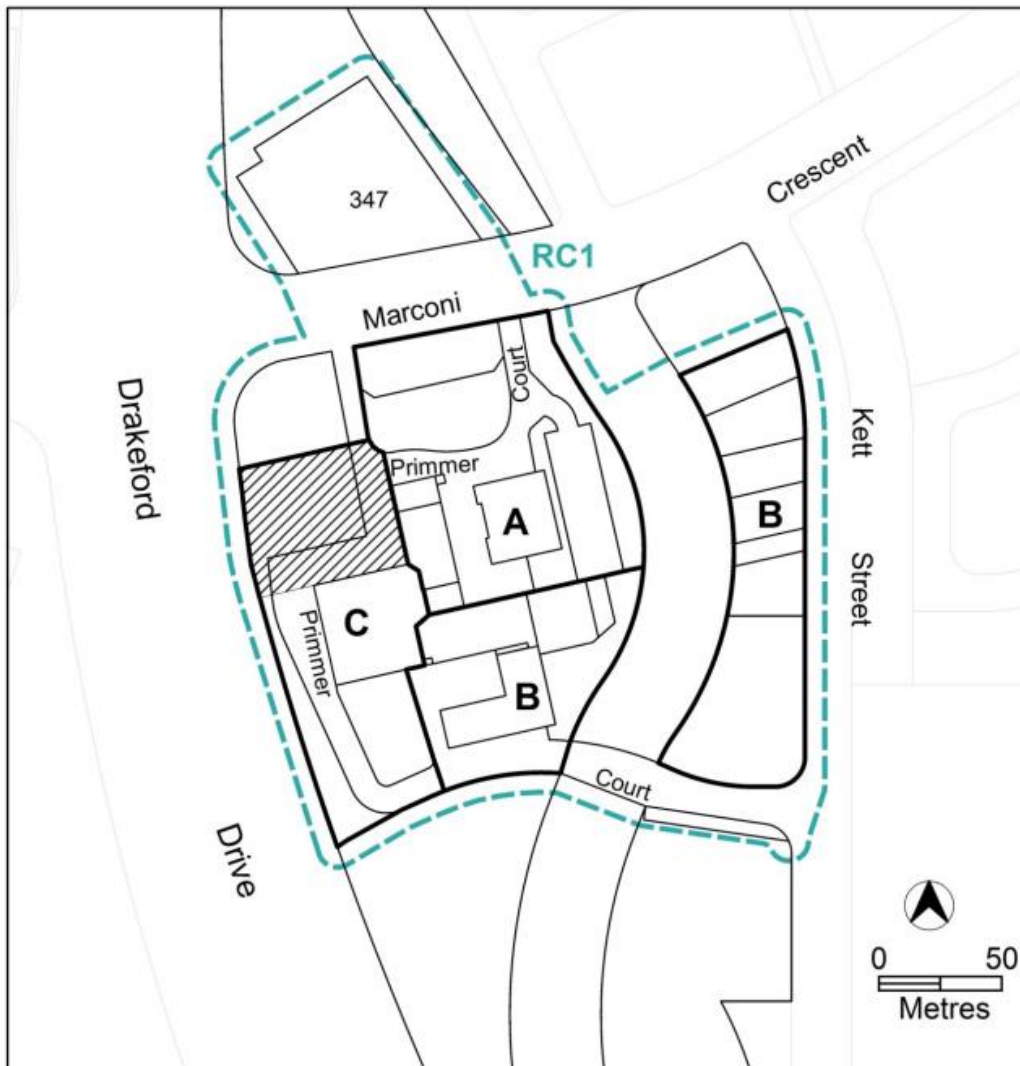 Crescent
347
RC1
Marconi
Court
Drakeford
Kett
Primmer
A
B
Street
C
Primmer
B
Court
Drive
0 50
Metres